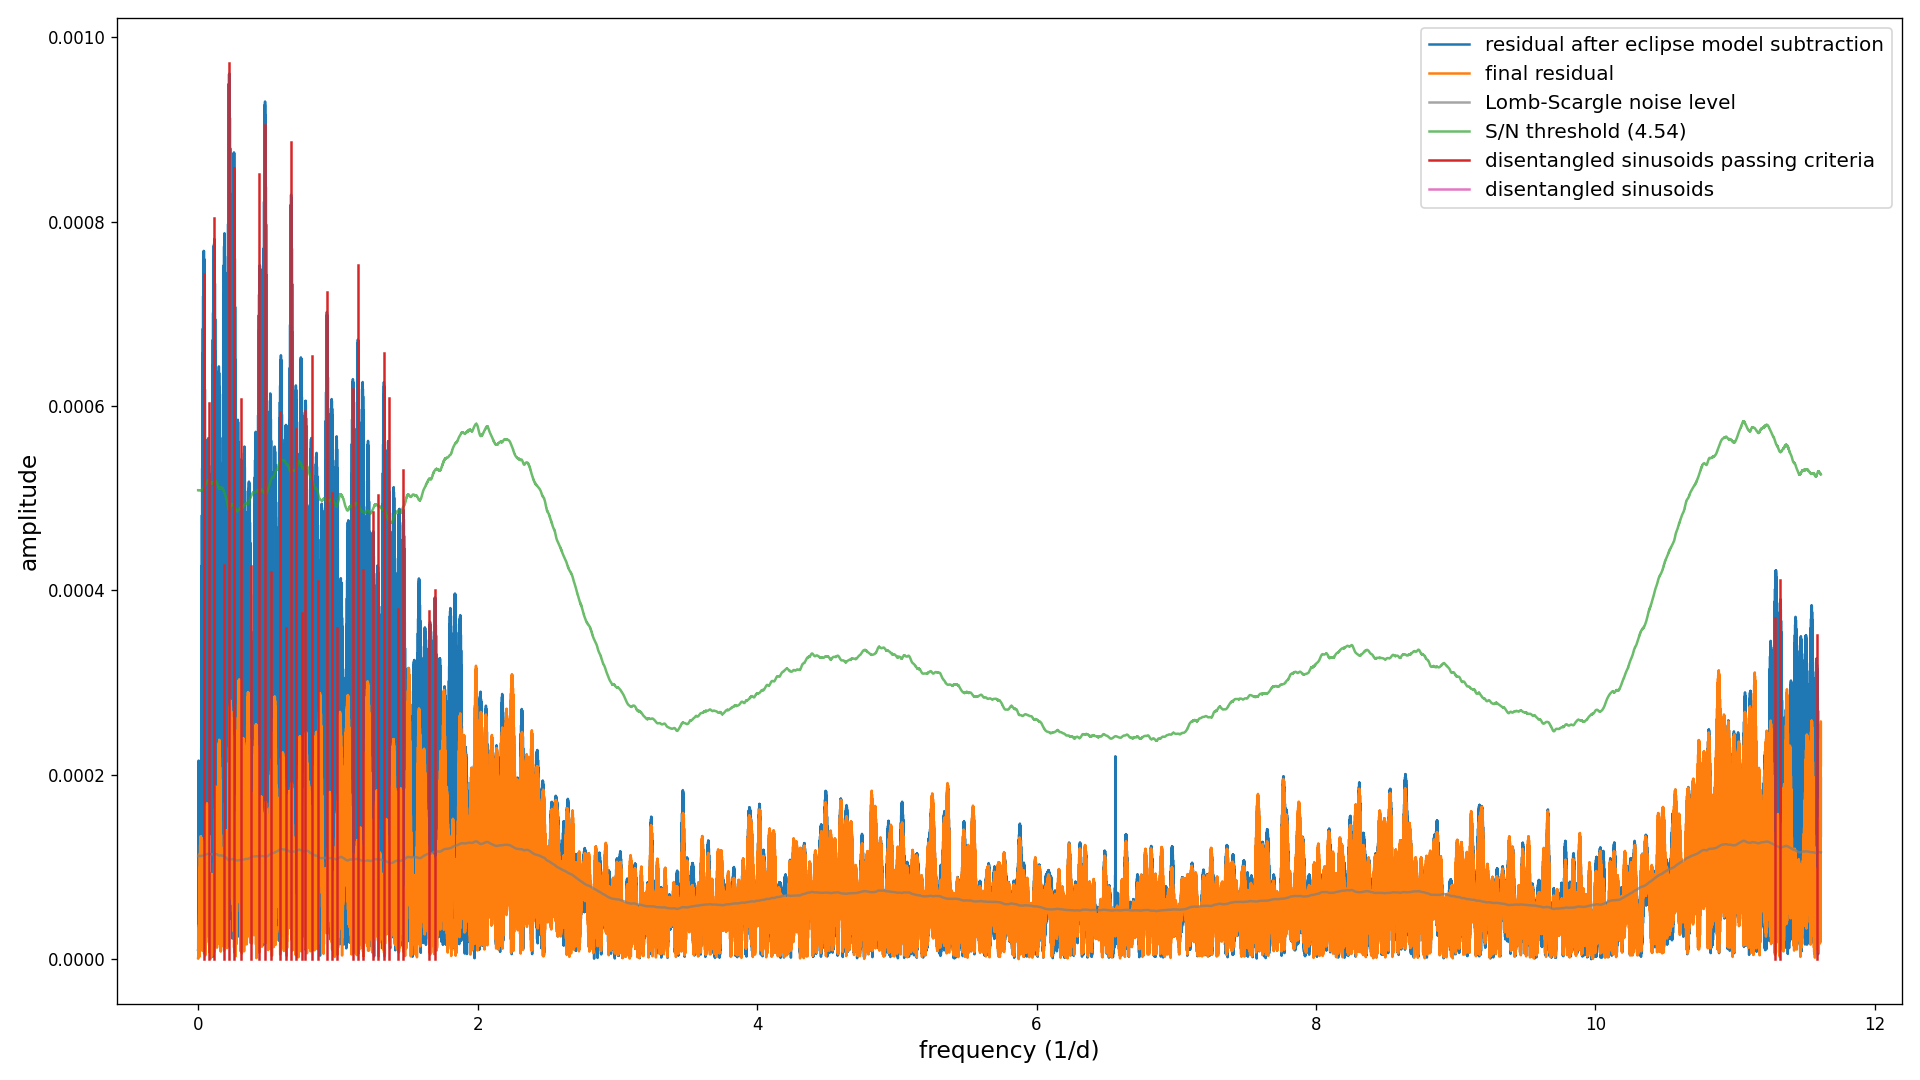 0.0010
0.0008
0.0006
0.0004
0.0002
0.0000
amplitude
0
2
4
6
8
10
12
frequency (1/d)
residual after eclipse model subtraction
final residual
Lomb-Scargle noise level
S/N threshold (4.54)
disentangled sinusoids passing criteria
disentangled sinusoids